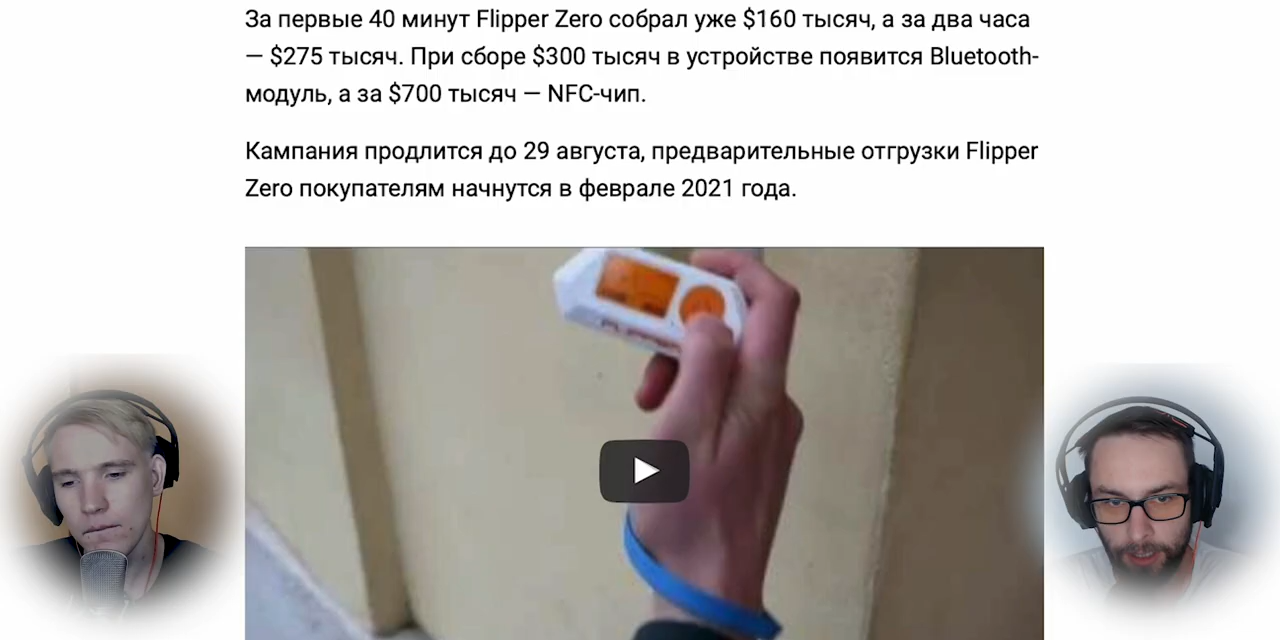 За первые 40 минут Flipper Zero собрал уже $160 тысяч, а за два часа
— $275 тысяч. При сборе $300 тысяч в устройстве появится Bluetooth-
модуль, а за $700 тысяч — NFC-чип.
Кампания продлится до 29 августа, предварительные отгрузки Flipper
Zero покупателям начнутся в феврале 2021 года.